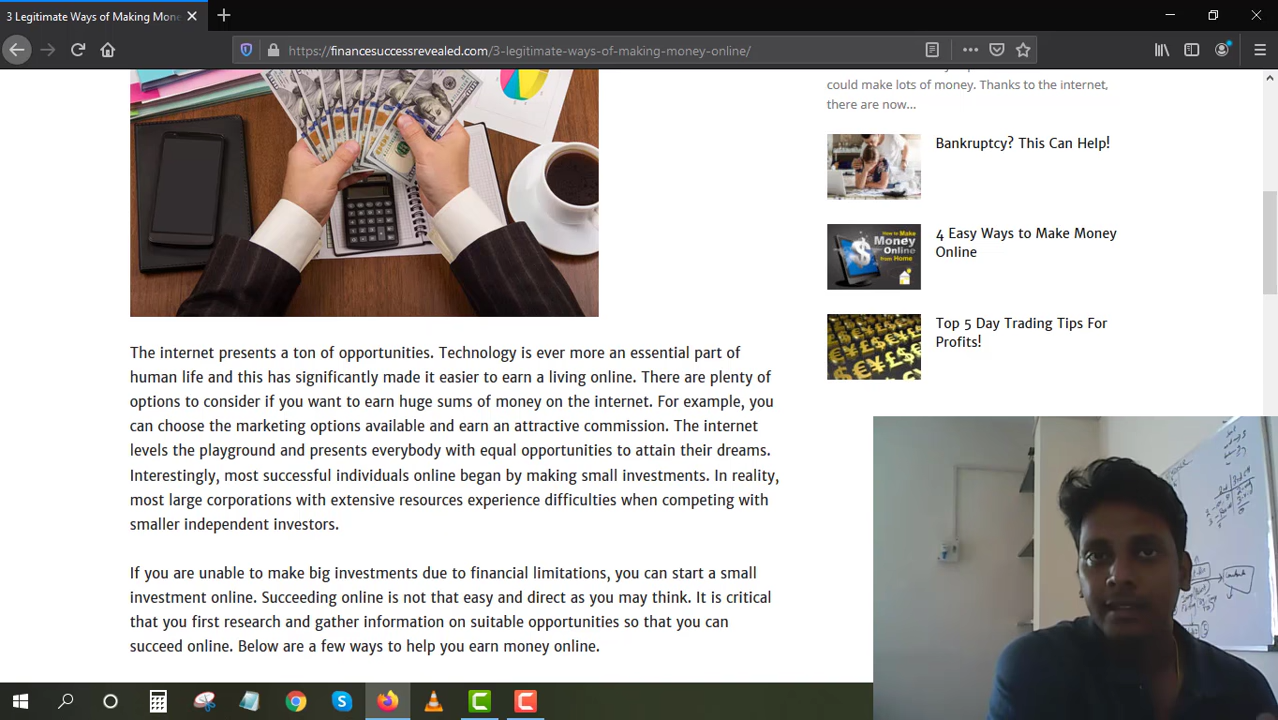 3 Legitimate Ways of Making Mone
https://financesuccessrevealed.com/3-legitimate-ways-of-making-money-online/
could make lots of money. Thanks to the internet,
there are now...
Bankruptcy? This Can Help!
How to Make
Money
Online
from Home
4 Easy Ways to Make Money
Online
Top 5 Day Trading Tips For
Profits!
The internet presents a ton of opportunities. Technology is ever more an essential part of
human life and this has significantly made it easier to earn a living online. There are plenty of
options to consider if you want to earn huge sums of money on the internet. For example, you
can choose the marketing options available and earn an attractive commission. The internet
levels the playground and presents everybody with equal opportunities to attain their dreams.
Interestingly, most successful individuals online began by making small investments. In reality,
most large corporations with extensive resources experience difficulties when competing with
smaller independent investors.
If you are unable to make big investments due to financial limitations, you can start a small
investment online. Succeeding online is not that easy and direct as you may think. It is critical
that you first research and gather information on suitable opportunities so that you can
succeed online. Below are a few ways to help you earn money online.